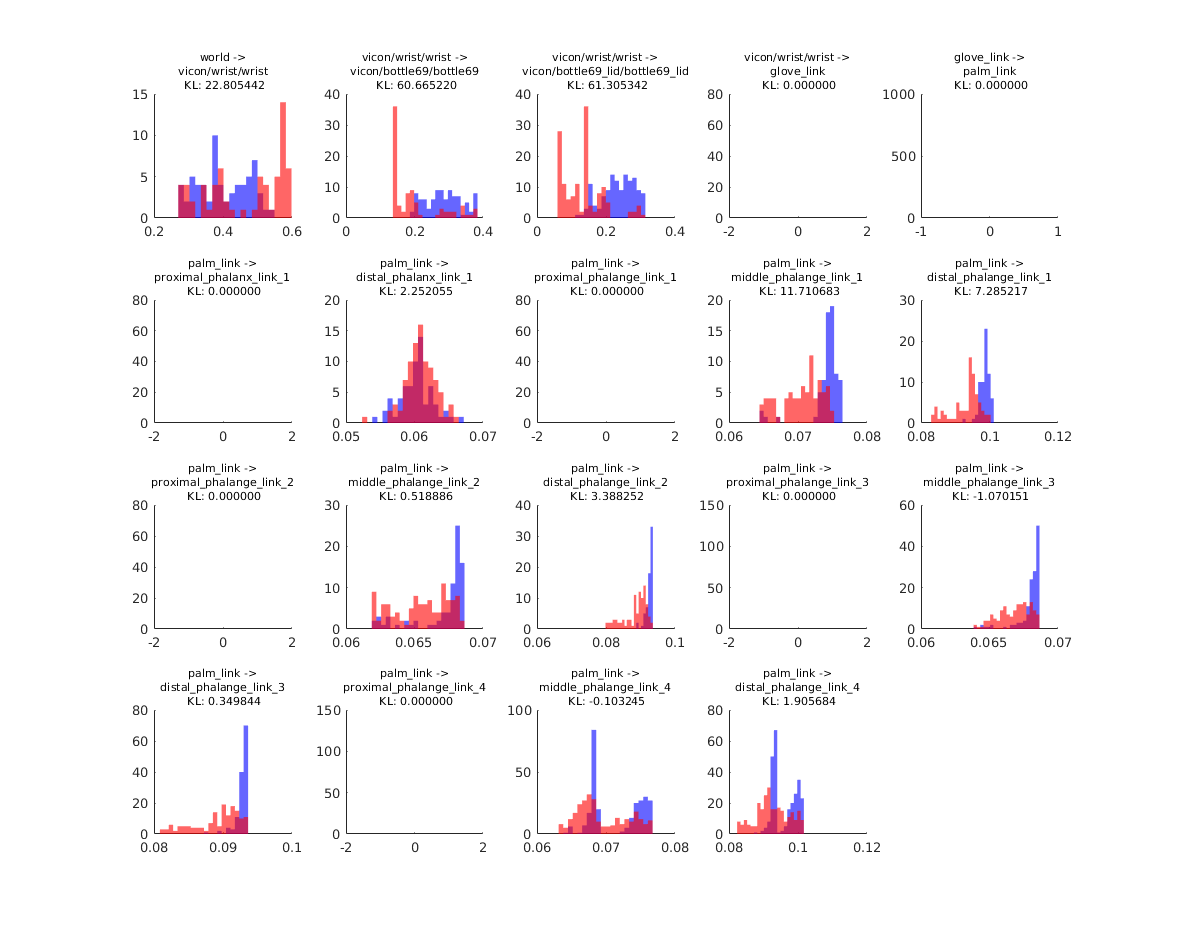 world ->
vicon/wrist/wrist
KL: 22.805442
15
10
5
0
0.2
0.4
0.6
vicon/wrist/wrist ->
vicon/bottle69/bottle69
KL: 60.665220
40
30
20
10
0
0
0.2
0.4
vicon/wrist/wrist ->
vicon/bottle69_lid/bottle69_lid
KL: 61.305342
40
30
20
10
0
0
0.2
0.4
vicon/wrist/wrist ->
glove_link
KL: 0.000000
80
60
40
20
0
-2
0
2
glove_link ->
palm_link
KL: 0.000000
1000
500
0
-1
0
1
palm_link ->
proximal_phalanx_link_1
KL: 0.000000
80
60
40
20
0
-2
0
2
palm_link ->
distal_phalanx_link_1
KL: 2.252055
20
15
10
5
0
0.05
0.06
0.07
palm_link ->
proximal_phalange_link_1
KL: 0.000000
80
60
40
20
0
-2
0
2
palm_link ->
middle_phalange_link_1
KL: 11.710683
20
15
10
5
0
0.06
0.07
0.08
palm_link ->
distal_phalange_link_1
KL: 7.285217
30
20
10
0
0.08
0.1
0.12
palm_link ->
proximal_phalange_link_2
KL: 0.000000
80
60
40
20
0
-2
0
2
palm_link ->
middle_phalange_link_2
KL: 0.518886
30
20
10
0
0.06
0.065
0.07
palm_link ->
distal_phalange_link_2
KL: 3.388252
40
30
20
10
0
0.06
0.08
0.1
palm_link ->
proximal_phalange_link_3
KL: 0.000000
150
100
50
0
-2
0
2
palm_link ->
middle_phalange_link_3
KL: -1.070151
60
40
20
0
0.06
0.065
0.07
palm_link ->
distal_phalange_link_3
KL: 0.349844
80
60
40
20
0
0.08
0.09
0.1
palm_link ->
proximal_phalange_link_4
KL: 0.000000
150
100
50
0
-2
0
2
palm_link ->
middle_phalange_link_4
KL: -0.103245
100
50
0
0.06
0.07
0.08
palm_link ->
distal_phalange_link_4
KL: 1.905684
80
60
40
20
0
0.08
0.1
0.12